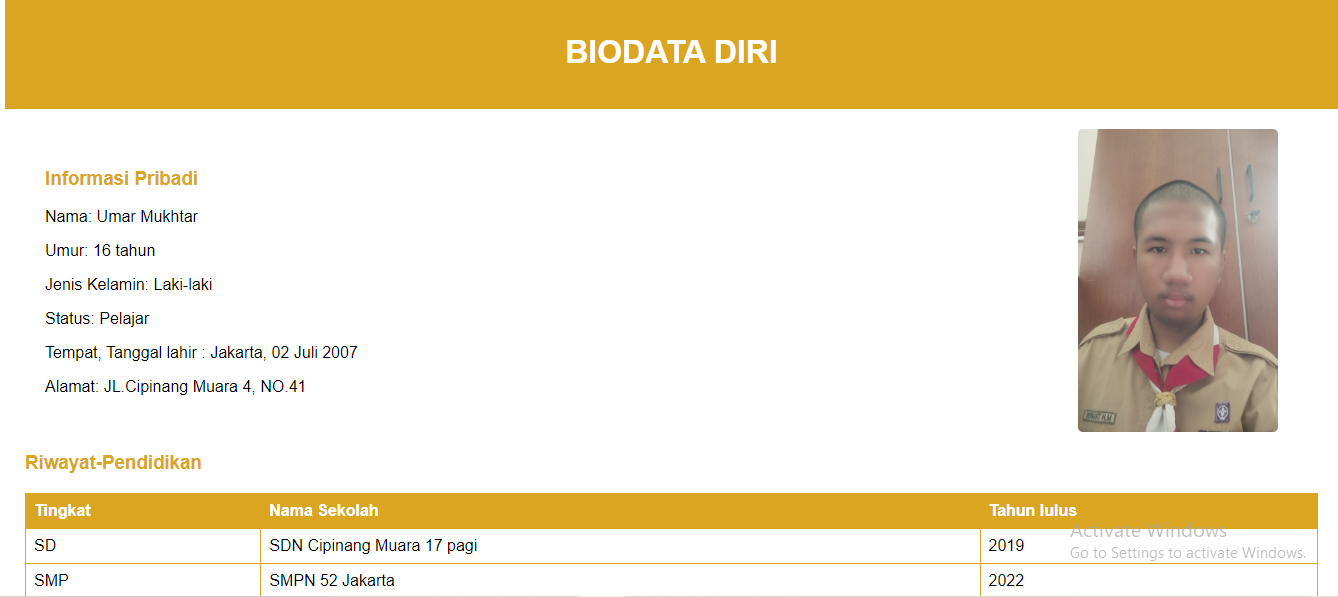 BIODATA DIRI
Informasi Pribadi
Nama: Umar Mukhtar
Umur: 16 tahun
Jenis Kelamin: Laki-laki
Status: Pelajar
Tempat, Tanggal lahir : Jakarta, 02 Juli 2007
Alamat: JL.Cipinang Muara 4, NO.41
Riwayat-Pendidikan
Tingkat Nama Sekolah Tahun lulus
SD SDN Cipinang Muara 17 pagi 2019
SMP SMPN 52 Jakarta 2022
Activate Windows
Go to Settings to activate Windows.